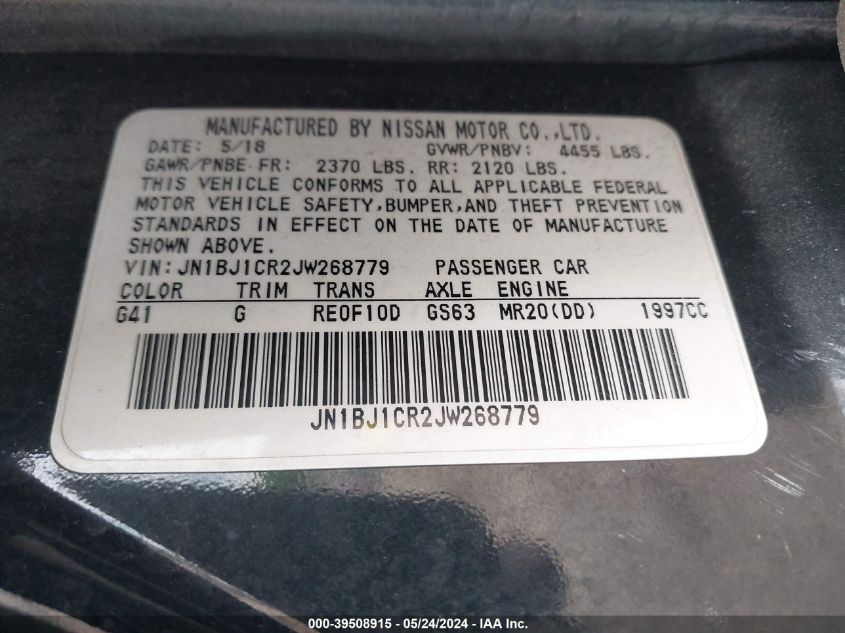 MANUFACTURED BY NISSAN MOTOR CO.,LTD.
DATE: 5/18 GVWR/PNBV: 4455 LBS.
GAWR/PNBE FR: 2370 LBS. RR: 2120 LBS.
THIS VEHICLE CONFORMS TO ALL APPLICABLE FEDERAL
MOTOR VEHICLE SAFETY,BUMPER,AND THEFT PREVENTION
STANDARDS IN EFFECT ON THE DATE OF MANUFACTURE
SHOWN ABOVE.
VIN:JN1BJ1CR2JW268779 PASSENGER CAR
COLOR TRIM TRANS AXLE ENGINE
G41 G RE0F10D GS63 MR20(DD) 1997CC
JN1BJ1CR2JW268779
000-39508915 - 05/24/2024 - IAA Inc.